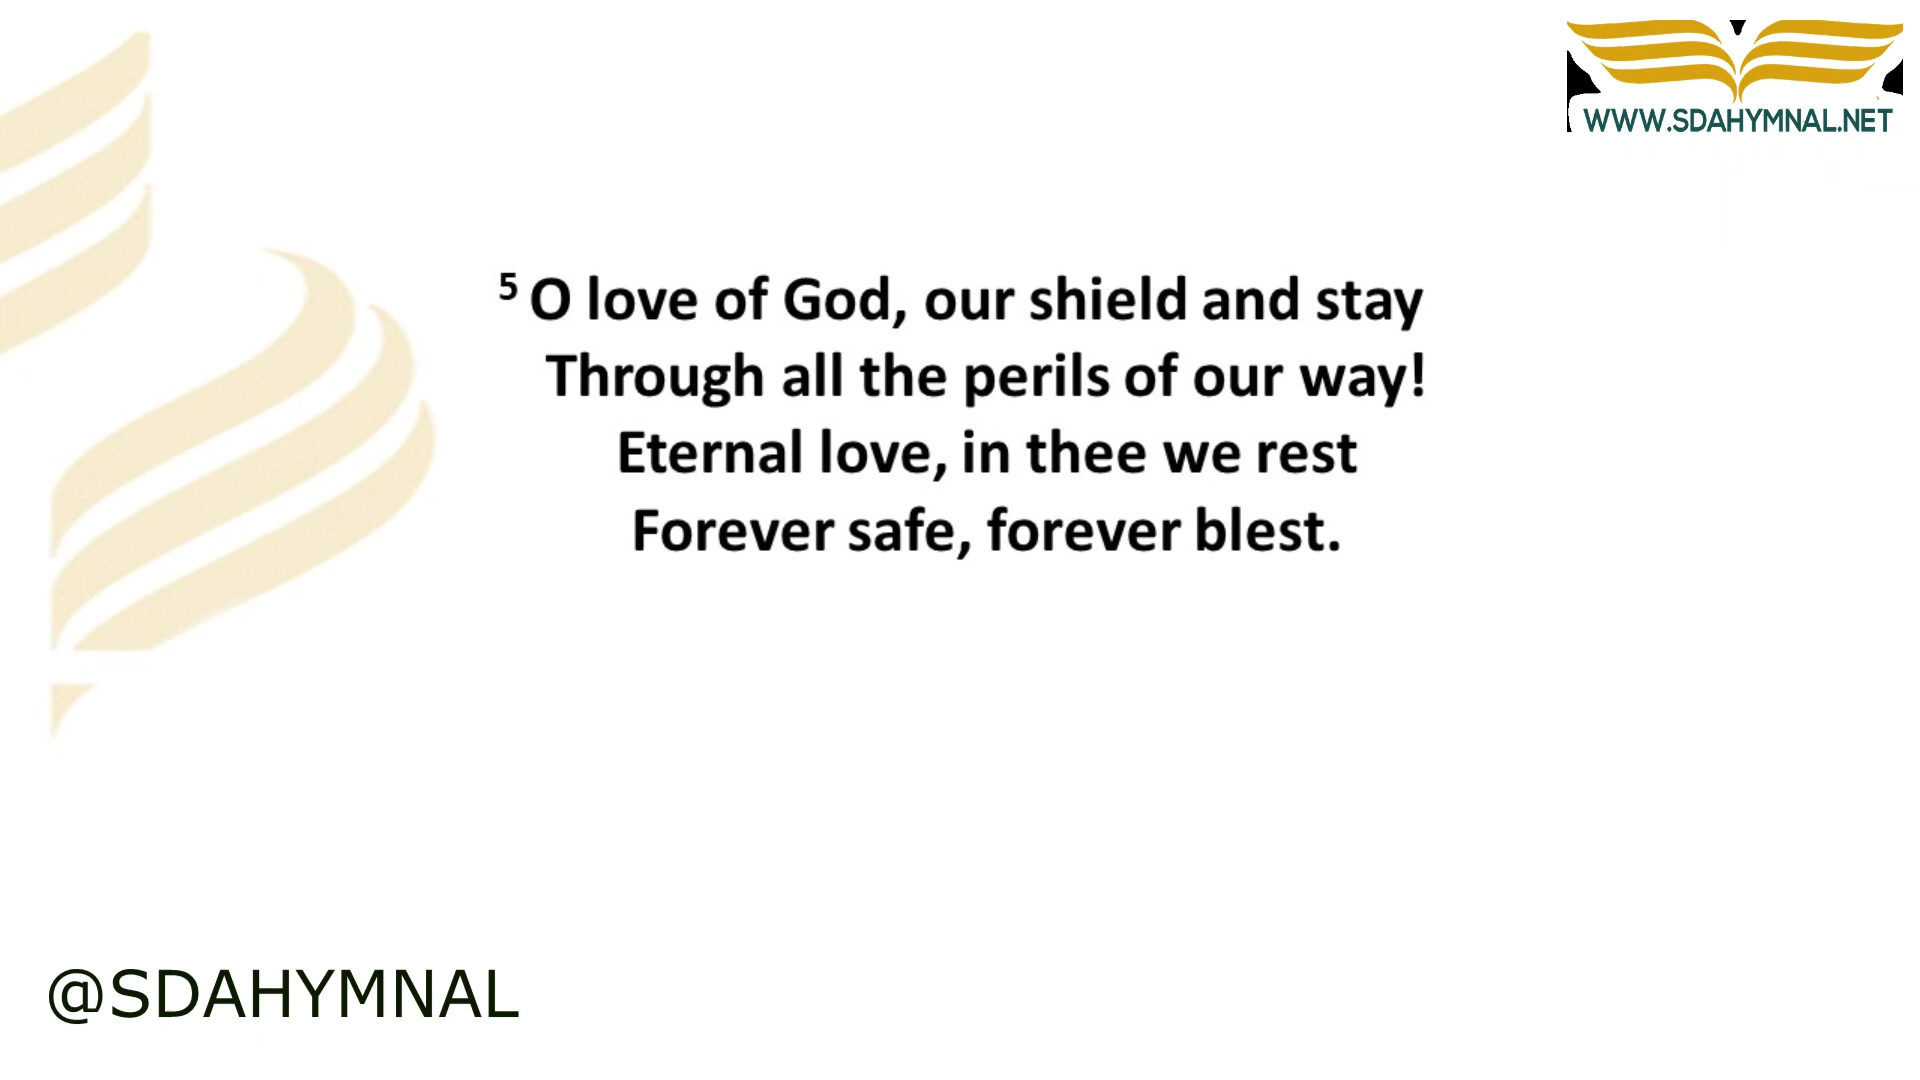 WWW.SDAHYMNAL.NET
5 O love of God, our shield and stay
Through all the perils of our way!
Eternal love, in thee we rest
Forever safe, forever blest.
@SDAHYMNAL